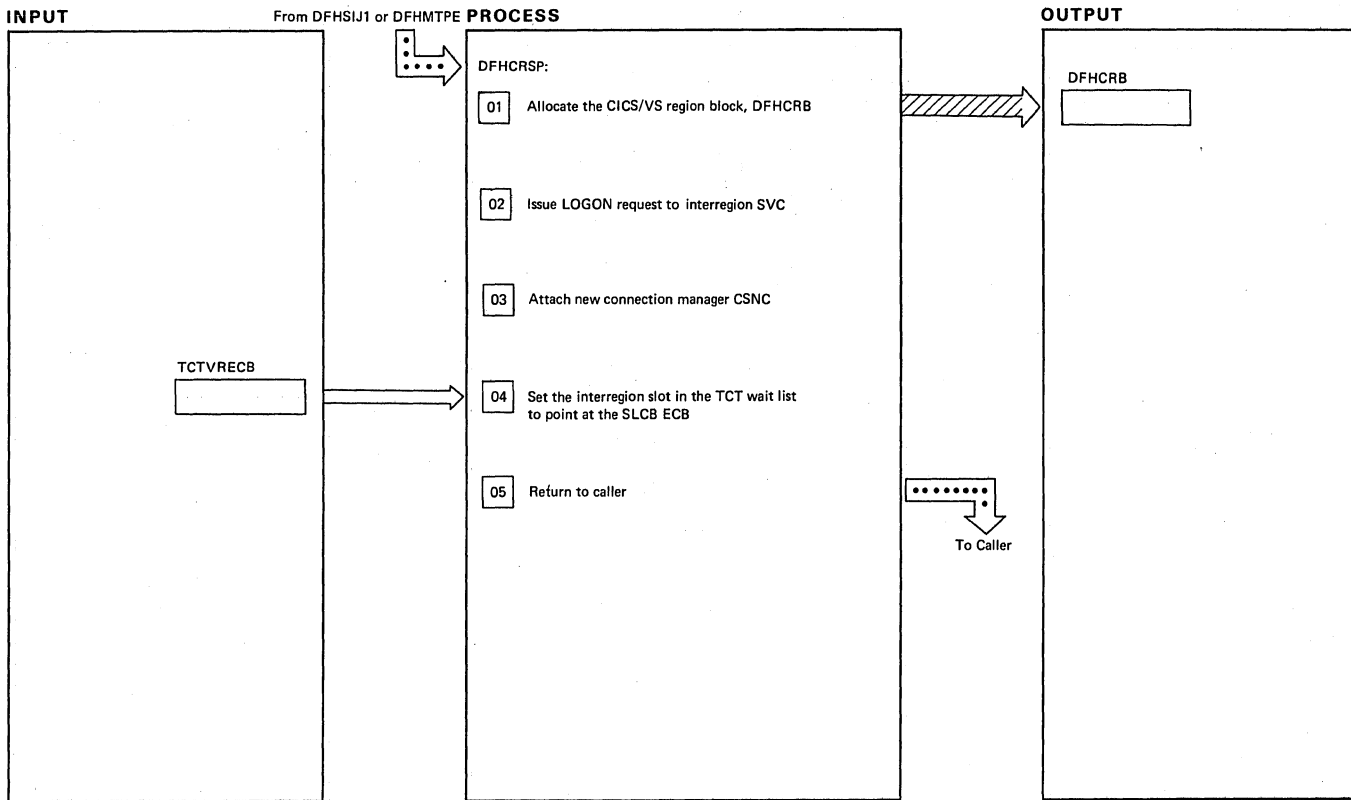 INPUT
From DFHSIJ1 or DFHMTPE PROCESS
OUTPUT
DFHCRSP:
01 Allocate the CICS/VS region block, DFHCRB
DFHCRB
02 Issue LOGON request to interregion SVC
03 Attach new connection manager CSNC
TCTVRECB
04 Set the interregion slot in the TCT wait list
to point at the SLCB ECB
05 Return to caller
To Caller